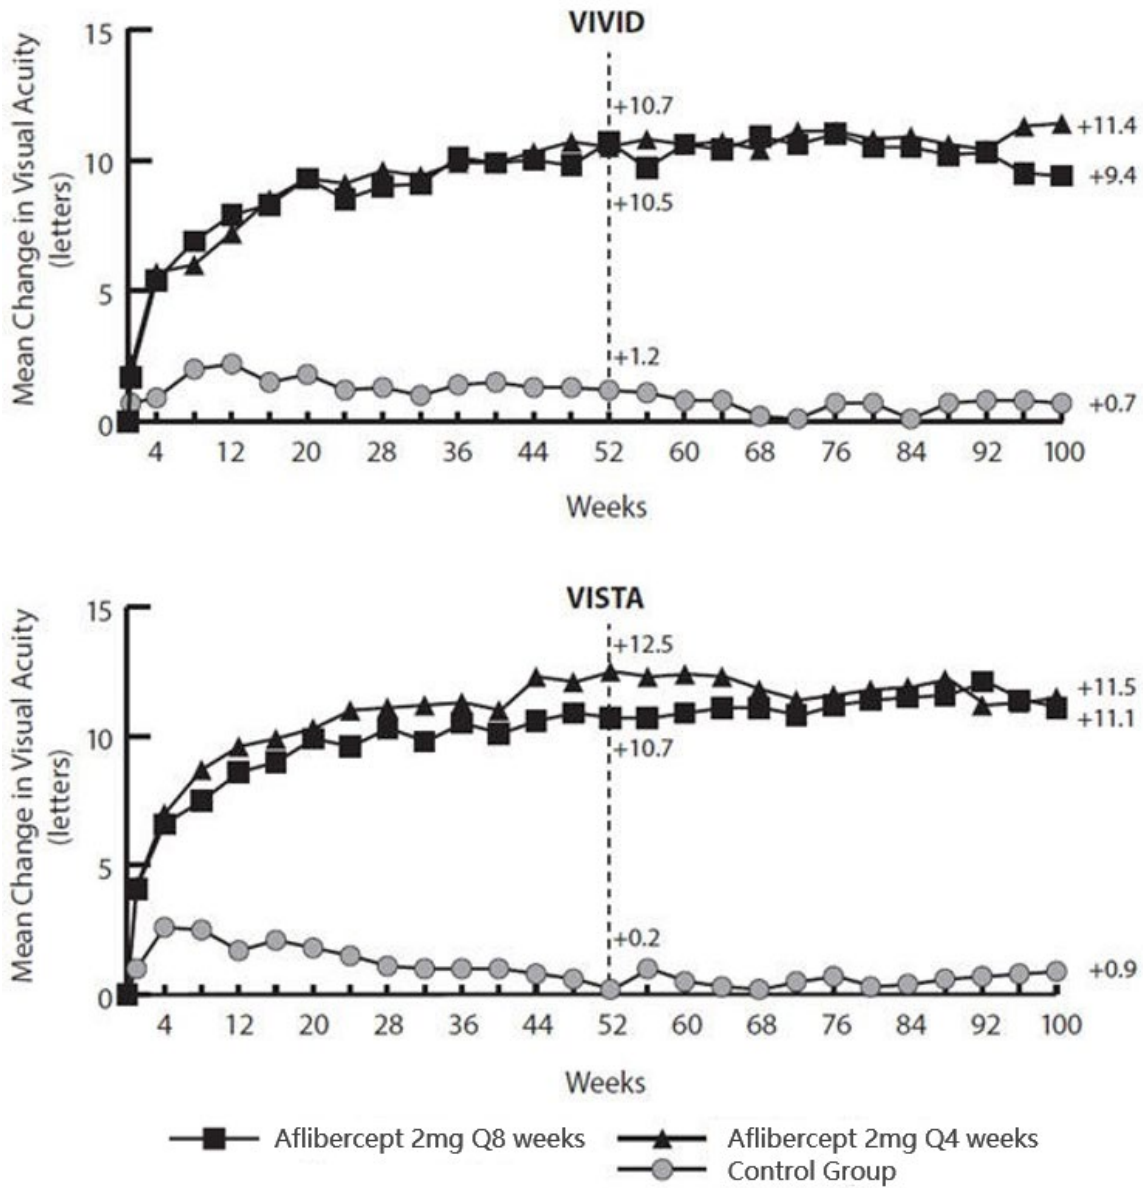 VIVID
15
10
5
0
Mean Change in Visual Acuity
(letters)
+10.7
+10.5
+1.2
+11.4
+9.4
+0.7
4 12 20 28 36 44 52 60 68 76 84 92 100
Weeks
VISTA
15
10
5
0
Mean Change in Visual Acuity
(letters)
+12.5
+10.7
+0.2
+11.5
+11.1
+0.9
4 12 20 28 36 44 52 60 68 76 84 92 100
Weeks
Aflibercept 2mg Q8 weeks
Aflibercept 2mg Q4 weeks
Control Group